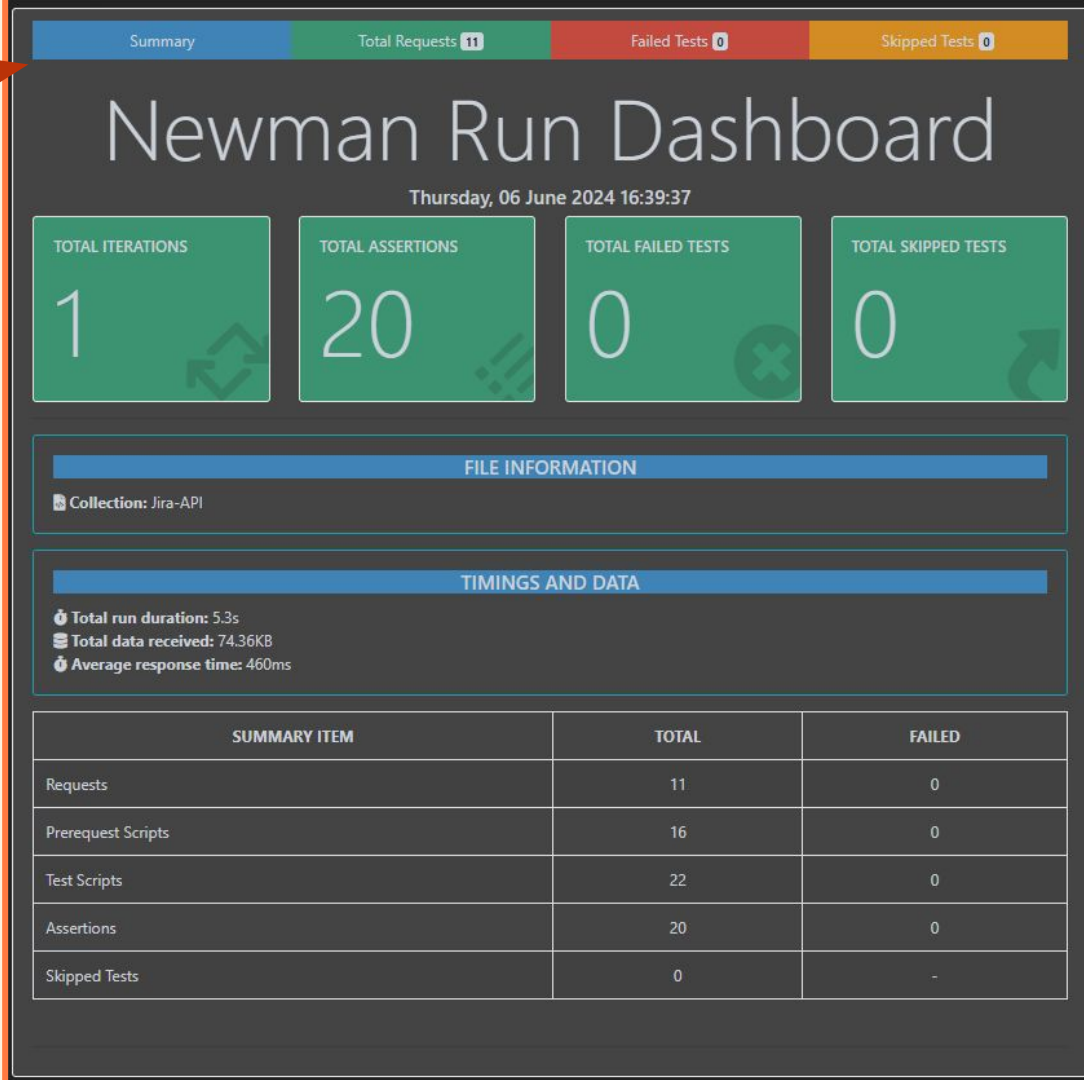 Summary Total Requests 11 Failed Tests 0 Skipped Tests 0
Newman Run Dashboard
Thursday, 06 June 2024 16:39:37
TOTAL ITERATIONS TOTAL ASSERTIONS TOTAL FAILED TESTS TOTAL SKIPPED TESTS
1 20 0 0
FILE INFORMATION
Collection: Jira-API
TIMINGS AND DATA
Total run duration: 5.3s
Total data received: 74.36KB
Average response time: 460ms
SUMMARY ITEM TOTAL FAILED
Requests 11 0
Prerequest Scripts 16 0
Test Scripts 22 0
Assertions 20 0
Skipped Tests 0 -